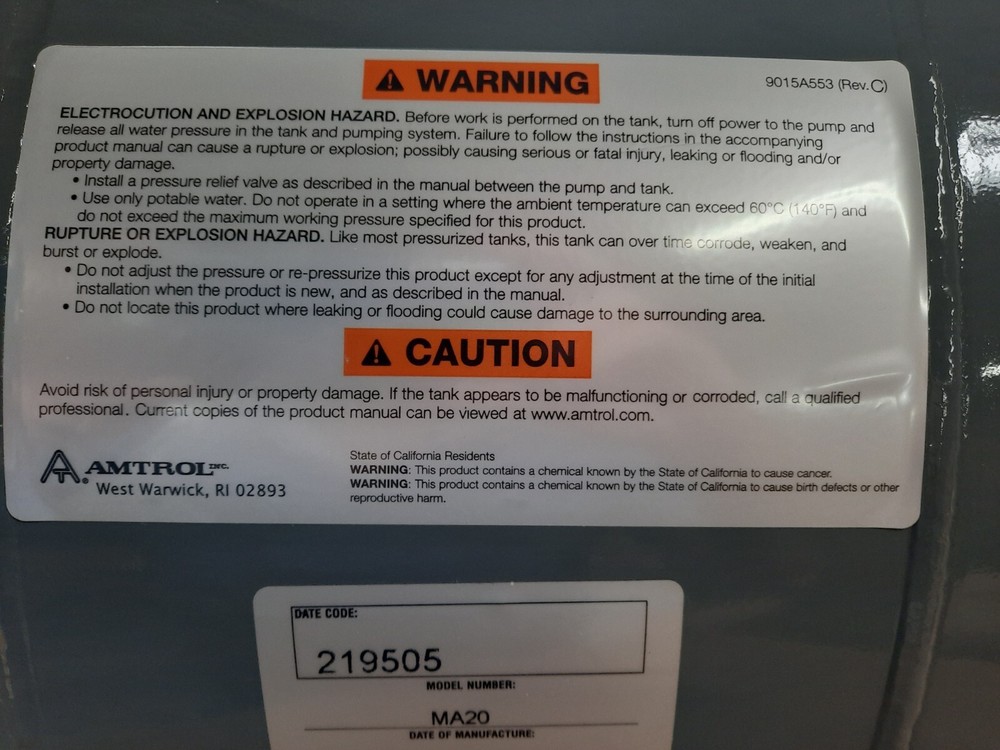 WARNING
9015A553 (Rev. C)
ELECTROCUTION AND EXPLOSION HAZARD. Before work is performed on the tank, turn off power to the pump and
release all water pressure in the tank and pumping system. Failure to follow the instructions in the accompanying
product manual can cause a rupture or explosion; possibly causing serious or fatal injury, leaking or flooding and/or
property damage.
• Install a pressure relief valve as described in the manual between the pump and tank.
• Use only potable water. Do not operate in a setting where the ambient temperature can exceed 60°C (140°F) and
do not exceed the maximum working pressure specified for this product.
RUPTURE OR EXPLOSION HAZARD. Like most pressurized tanks, this tank can over time corrode, weaken, and
burst or explode.
• Do not adjust the pressure or re-pressurize this product except for any adjustment at the time of the initial
installation when the product is new, and as described in the manual.
• Do not locate this product where leaking or flooding could cause damage to the surrounding area.
CAUTION
Avoid risk of personal injury or property damage. If the tank appears to be malfunctioning or corroded, call a qualified
professional. Current copies of the product manual can be viewed at www.amtrol.com.
AMTROL INC.
West Warwick, RI 02893
State of California Residents
WARNING: This product contains a chemical known by the State of California to cause cancer.
WARNING: This product contains a chemical known by the State of California to cause birth defects or other
reproductive harm.
DATE CODE:
219505
MODEL NUMBER:
MA20
DATE OF MANUFACTURE: